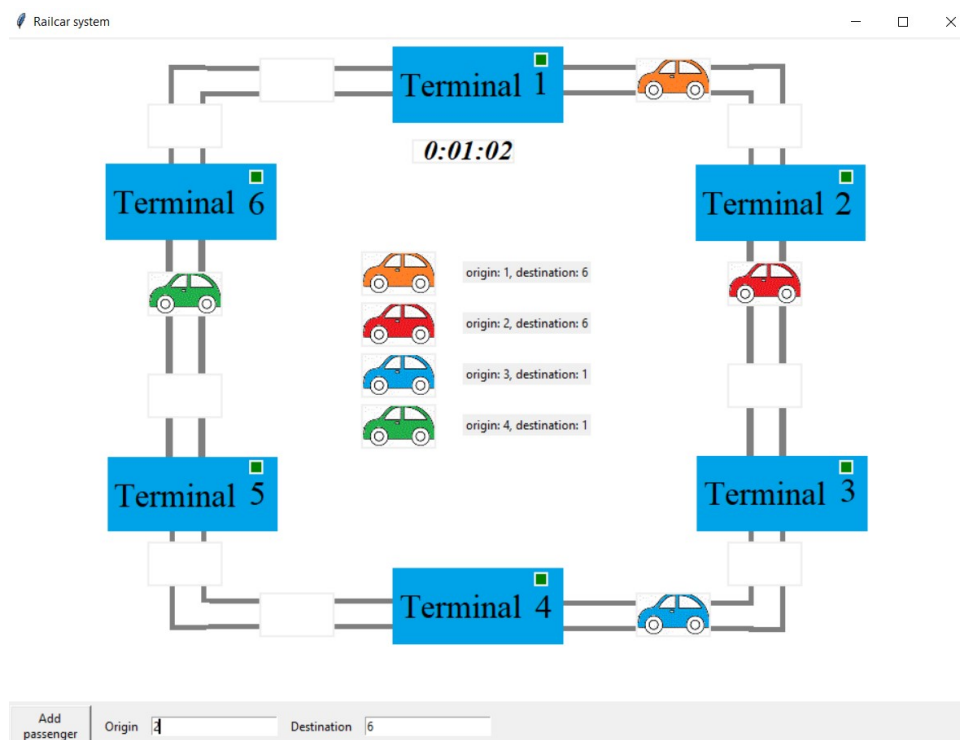 Railcar system
Terminal 1
0:01:02
Terminal 6
Terminal 2
origin: 1, destination: 6
origin: 2, destination: 6
origin: 3, destination: 1
origin: 4, destination: 1
Terminal 5
Terminal 3
Terminal 4
Add
passenger
Origin 2
Destination 6